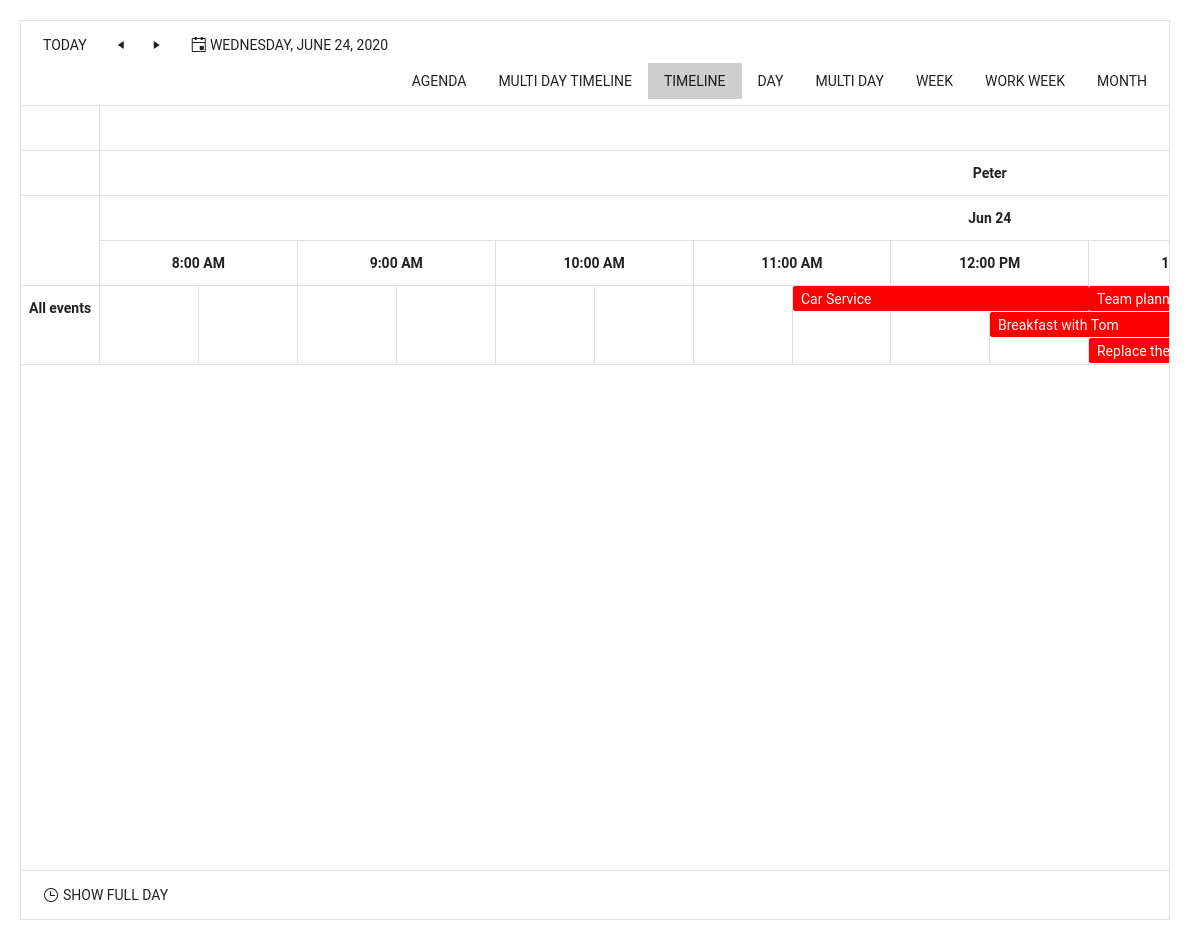 TODAY WEDNESDAY, JUNE 24, 2020
AGENDA MULTI DAY TIMELINE TIMELINE DAY MULTI DAY WEEK WORK WEEK MONTH
Peter
Jun 24
8:00 AM 9:00 AM 10:00 AM 11:00 AM 12:00 PM
All events
Car Service Team
Breakfast with Tom
Replace the
SHOW FULL DAY